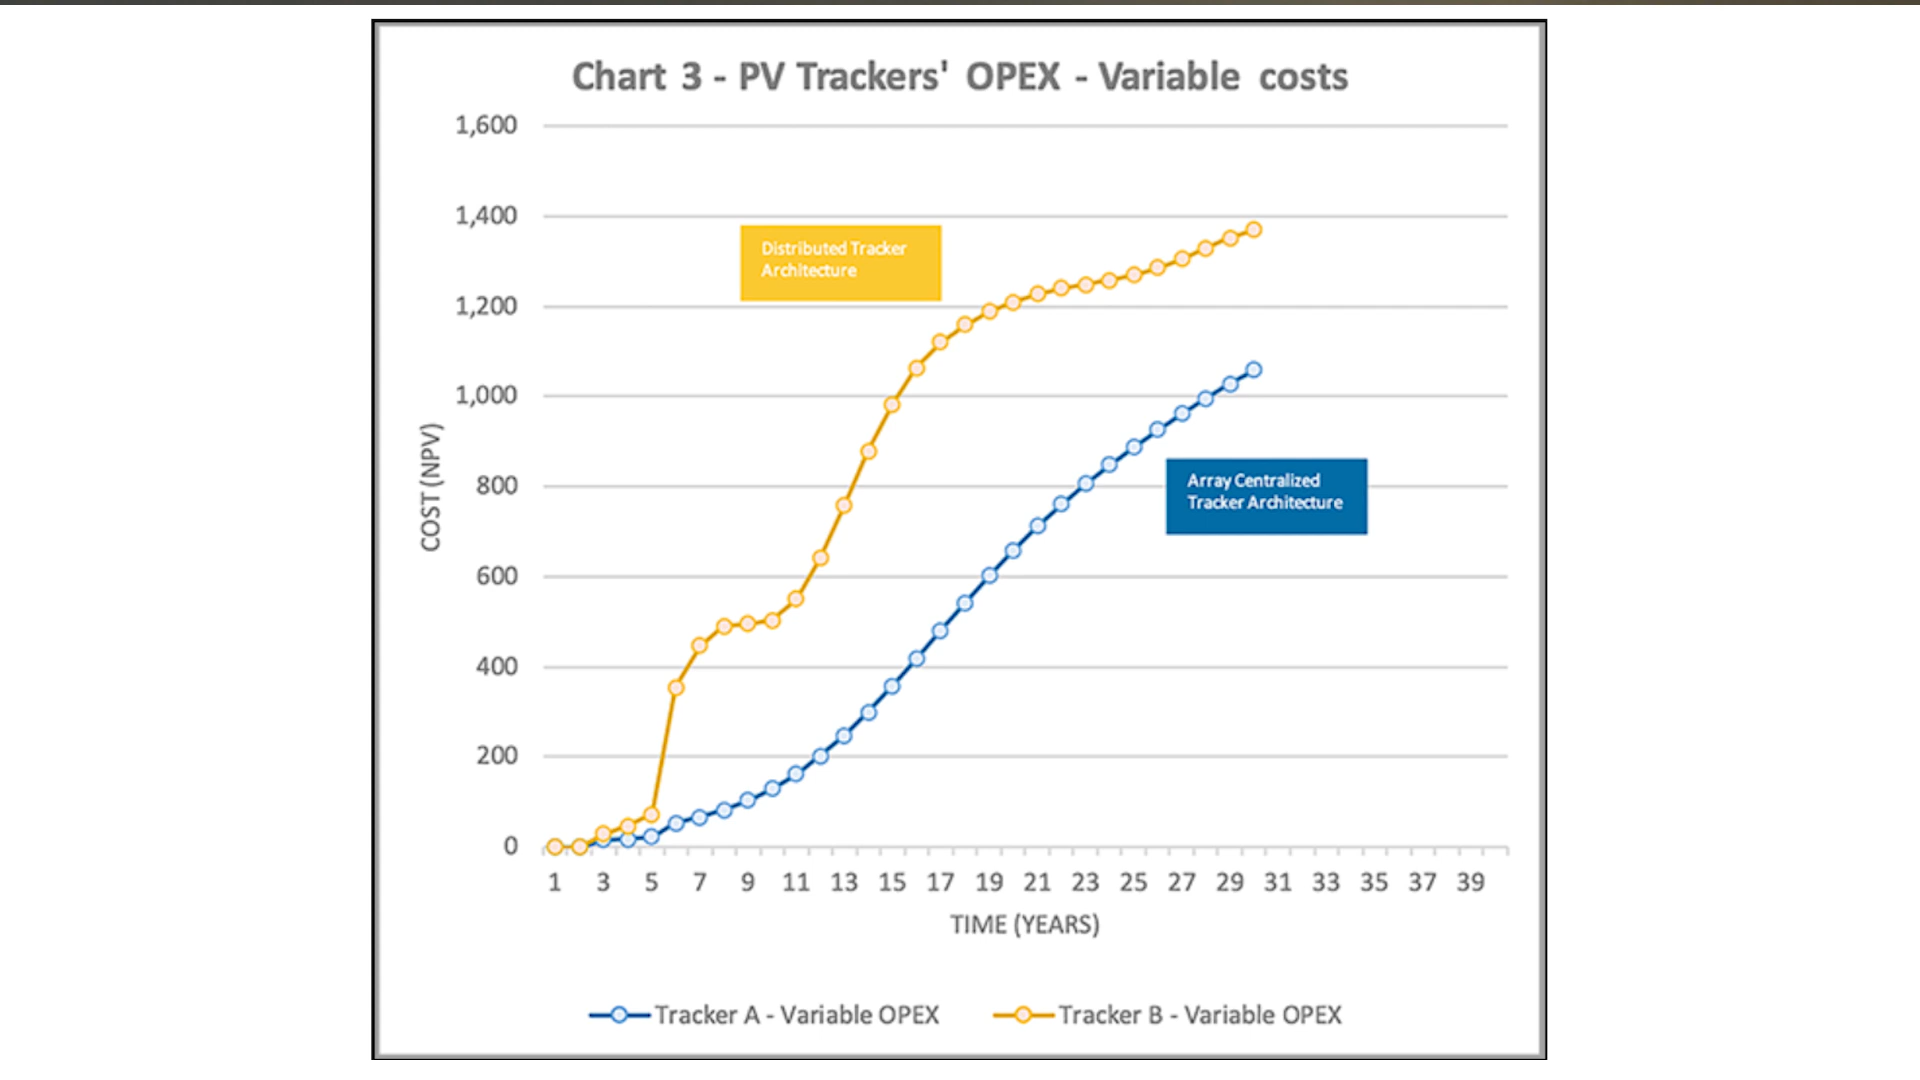 Chart 3 - PV Trackers' OPEX - Variable costs
1,600
1,400
1,200
1,000
800
600
400
200
0
COST (NPV)
Distributed Tracker
Architecture
Array Centralized
Tracker Architecture
1 3 5 7 9 11 13 15 17 19 21 23 25 27 29 31 33 35 37 39
TIME (YEARS)
Tracker A - Variable OPEX Tracker B - Variable OPEX